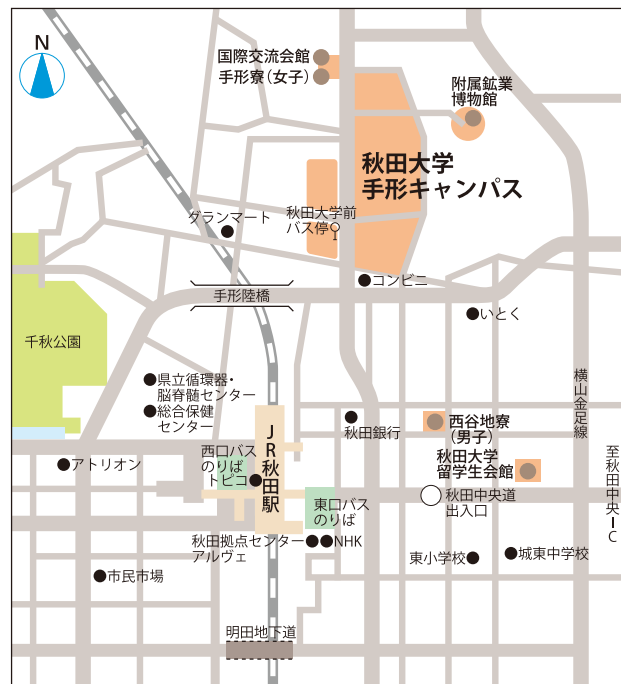 N
国際交流会館
手形寮(女子)
附属鉱業
博物館
秋田大学
手形キャンパス
秋田大学前
バス停
グランマート
コンビニ
手形陸橋
いとく
千秋公園
横山金足線
県立循環器・
脳脊髄センター
総合保健
センター
秋田銀行
西谷地寮
(男子)
JR秋田駅
西口バス
のりば
トピコ
アトリオン
秋田大学
留学生会館
至秋田中央IC
東口バス
のりば
秋田中央道
出入口
秋田拠点センター
アルヴェ
NHK
東小学校
城東中学校
市民市場
明田地下道